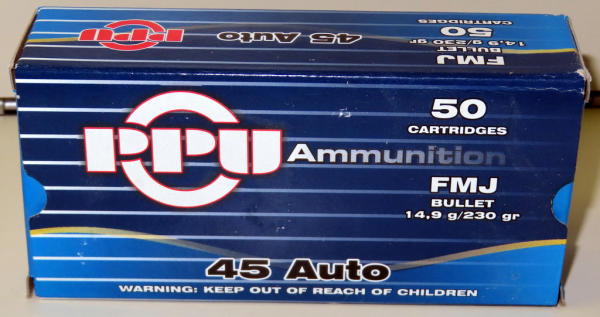 PPU
45 Auto
50
CARTRIDGES
FMJ
BULLET
14,9 g/230 gr
50
CARTRIDGES
PPU Ammunition
FMJ
BULLET
14,9 g/230 gr
45 Auto
WARNING: KEEP OUT OF REACH OF CHILDREN